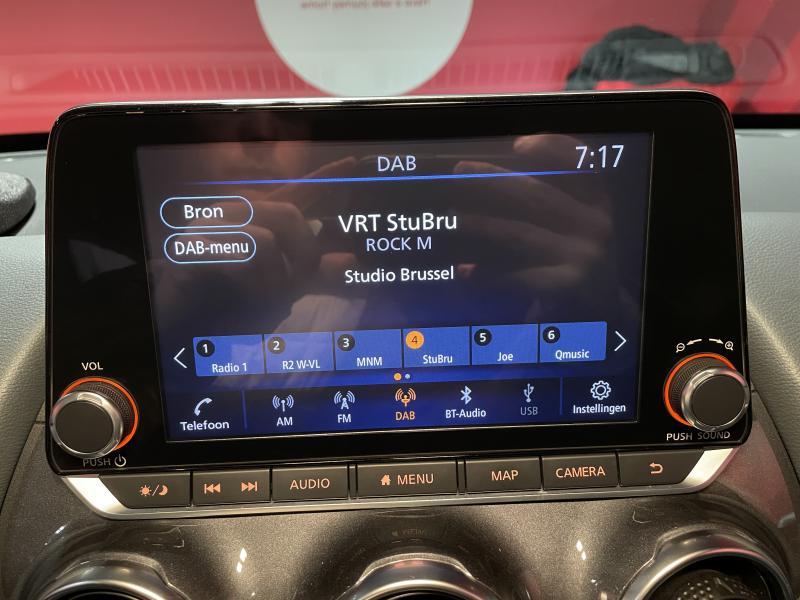 DAB
7:17
Bron
DAB-menu
VRT StuBru
ROCK M
Studio Brussel
1 Radio 1
2 R2 W-VL
3 MNM
4 StuBru
5 Joe
6 Qmusic
Telefoon
AM
FM
DAB
BT-Audio
USB
Instellingen
VOL
PUSH
PUSH SOUND
AUDIO
MENU
MAP
CAMERA